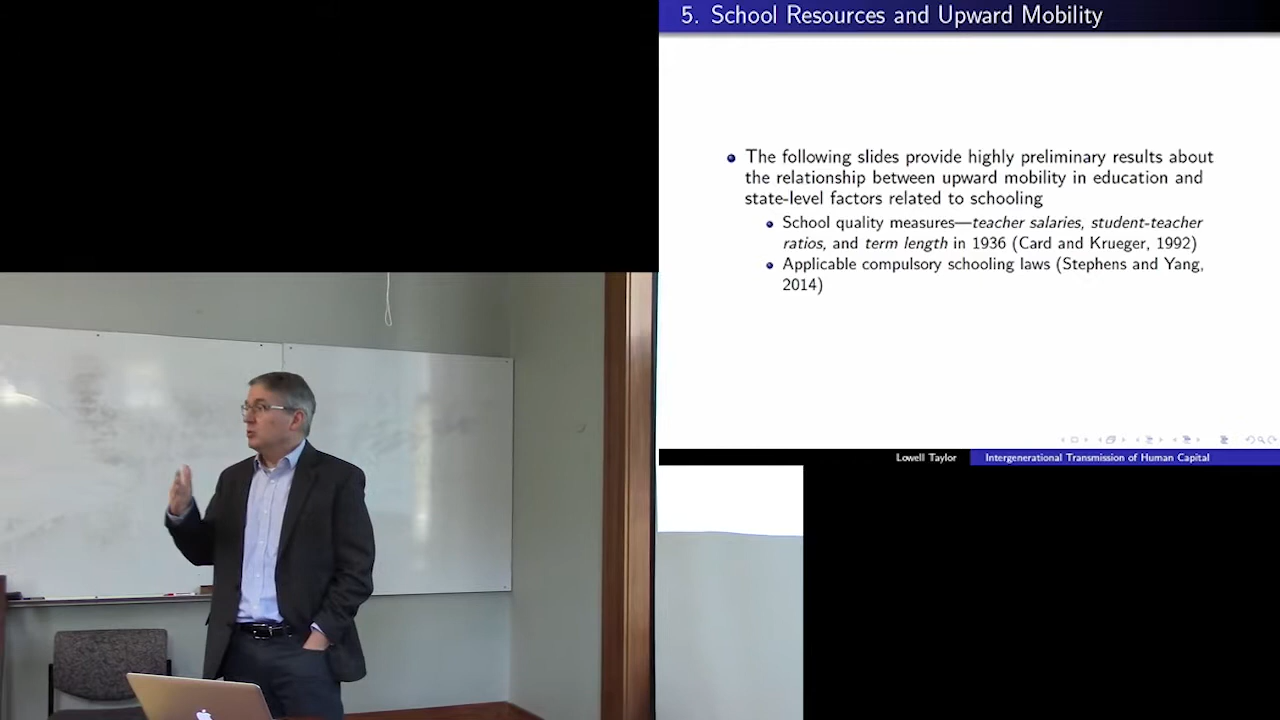 5. School Resources and Upward Mobility
The following slides provide highly preliminary results about
the relationship between upward mobility in education and
state-level factors related to schooling
School quality measures—teacher salaries, student-teacher
ratios, and term length in 1936 (Card and Krueger, 1992)
Applicable compulsory schooling laws (Stephens and Yang,
2014)
Lowell Taylor
Intergenerational Transmission of Human Capital